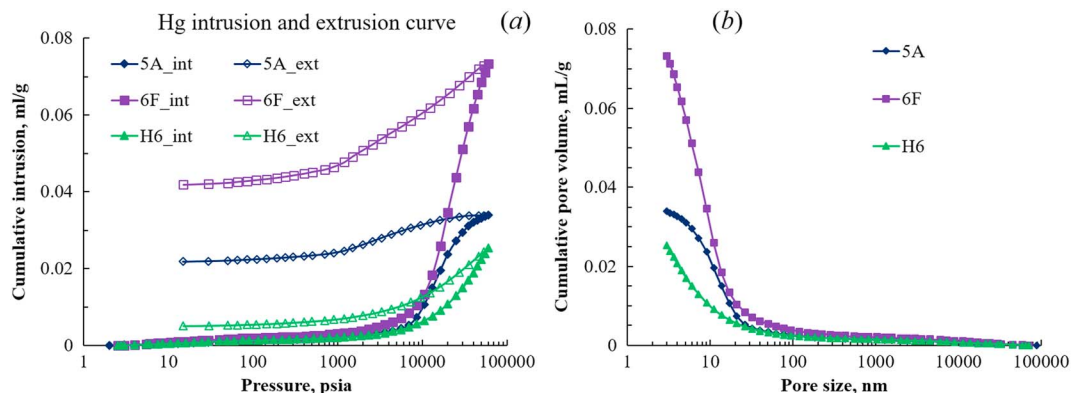 Hg intrusion and extrusion curve (a)
5A_int 5A_ext
6F_int 6F_ext
H6_int H6_ext
Cumulative intrusion, ml/g
0.08
0.06
0.04
0.02
0
1 10 100 1000 10000 100000
Pressure, psia
(b)
5A
6F
H6
Cumulative pore volume, mL/g
0.08
0.06
0.04
0.02
0
1 10 100 1000 10000 100000
Pore size, nm